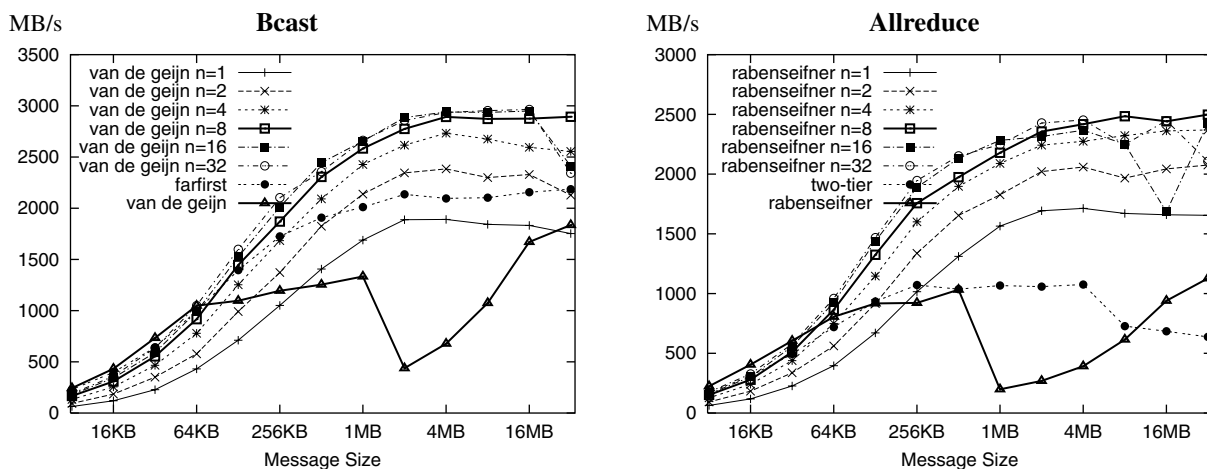 MB/s
Bcast
3500
3000
2500
2000
1500
1000
500
0
van de geijn n=1
van de geijn n=2
van de geijn n=4
van de geijn n=8
van de geijn n=16
van de geijn n=32
farfirst
van de geijn
16KB 64KB 256KB 1MB 4MB 16MB
Message Size
MB/s
Allreduce
3000
2500
2000
1500
1000
500
0
rabenseifner n=1
rabenseifner n=2
rabenseifner n=4
rabenseifner n=8
rabenseifner n=16
rabenseifner n=32
two-tier
rabenseifner
16KB 64KB 256KB 1MB 4MB 16MB
Message Size